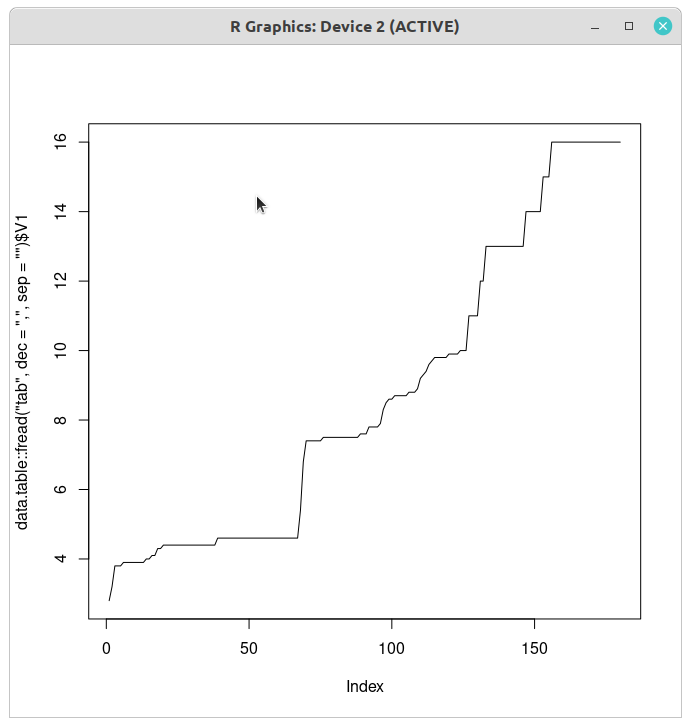 R Graphics: Device 2 (ACTIVE)
data.table::fread("tab", dec = ",", sep = "")$V1
16
14
12
10
8
6
4
0 50 100 150
Index